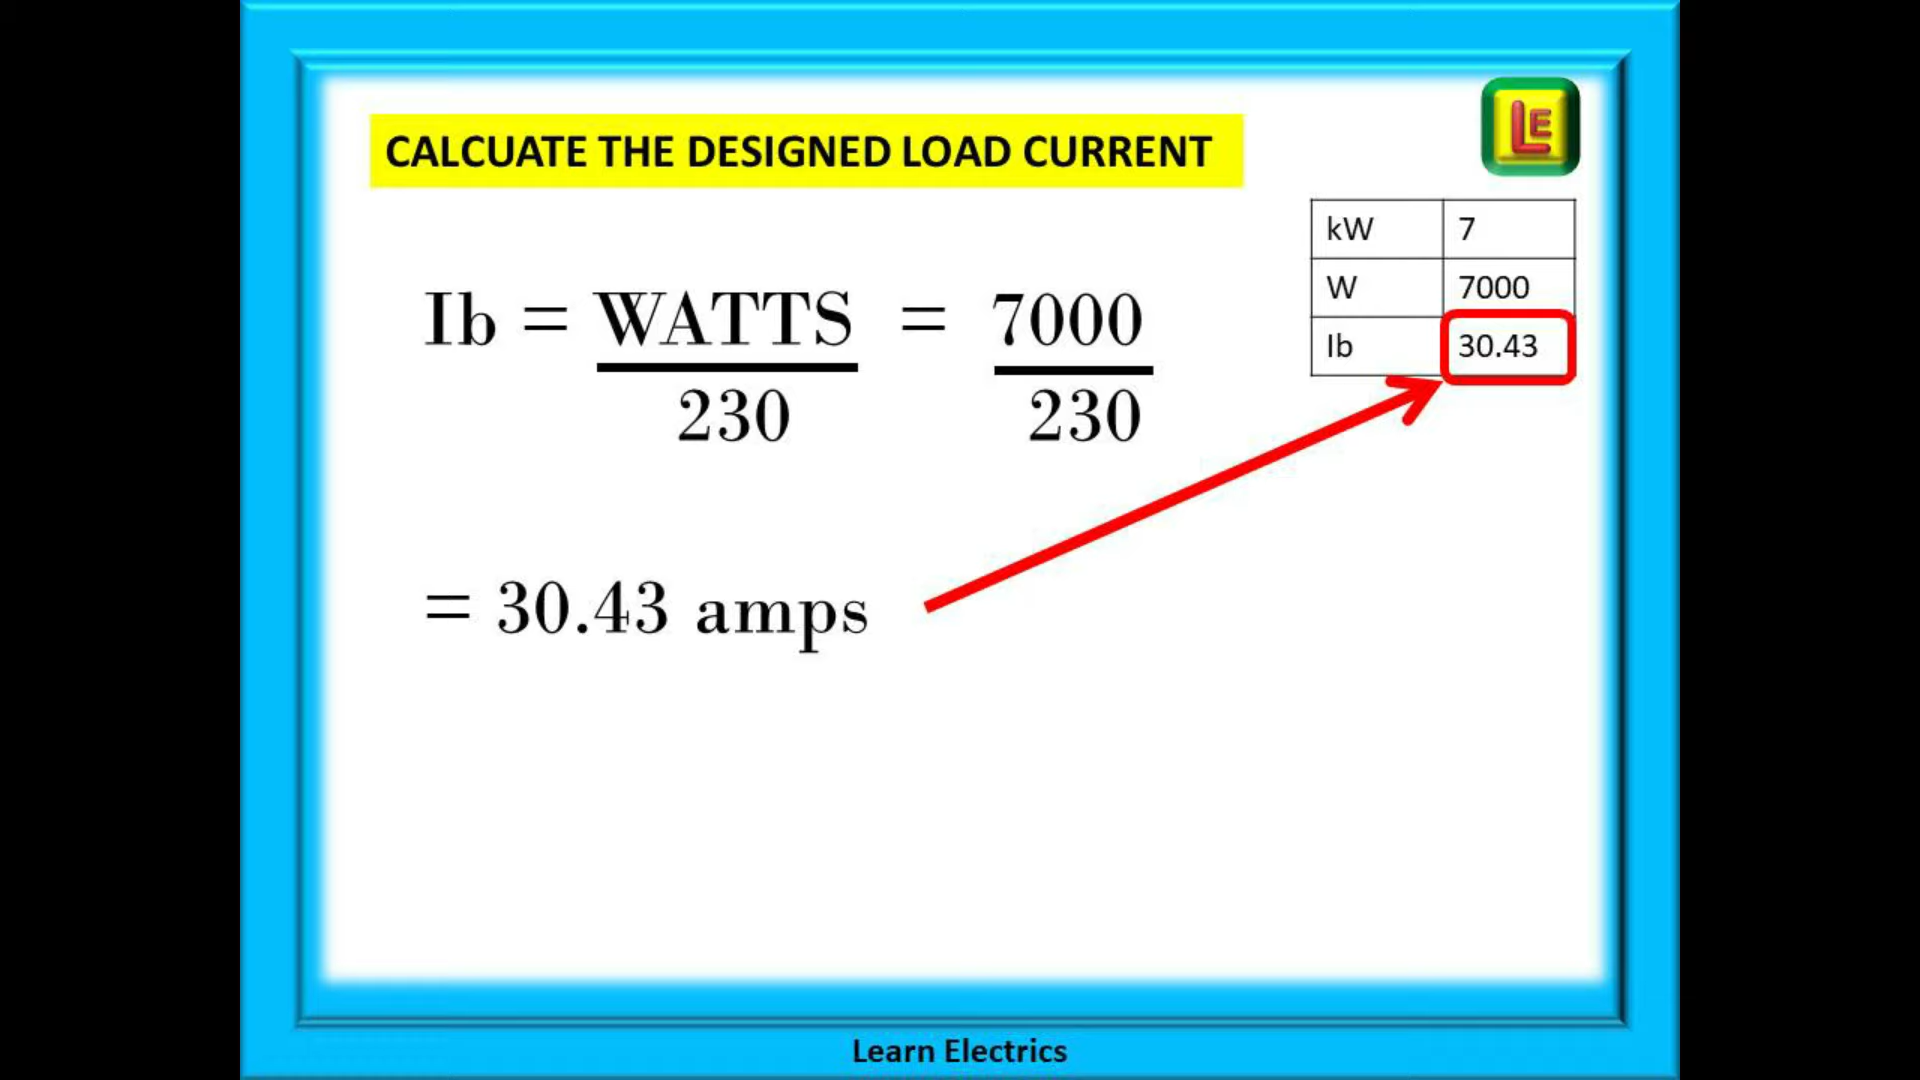 CALCUATE THE DESIGNED LOAD CURRENT
LE
kW 7
W 7000
Ib 30.43
Ib = WATTS = 7000
230 230
= 30.43 amps
Learn Electrics